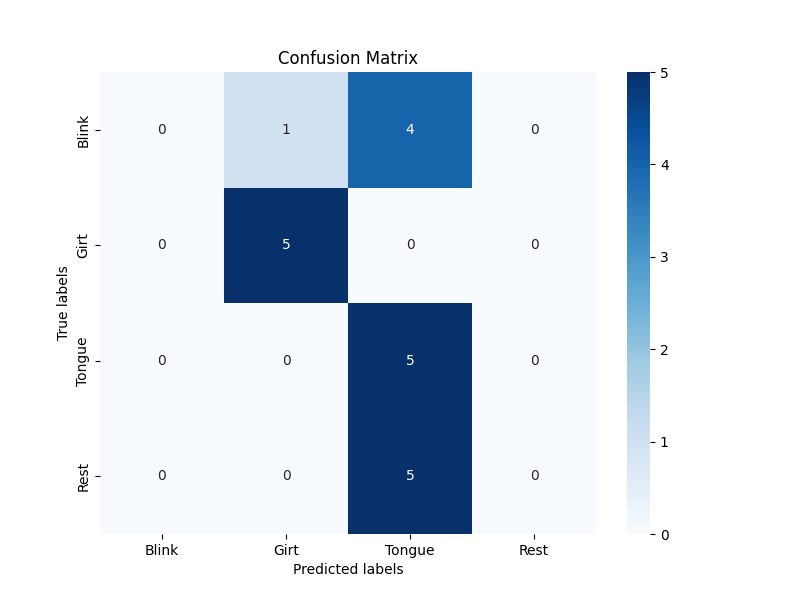 Confusion Matrix
True labels
Blink 0 1 4 0
Girt 0 5 0 0
Tongue 0 0 5 0
Rest 0 0 5 0
Blink Girt Tongue Rest
Predicted labels
5
4
3
2
1
0